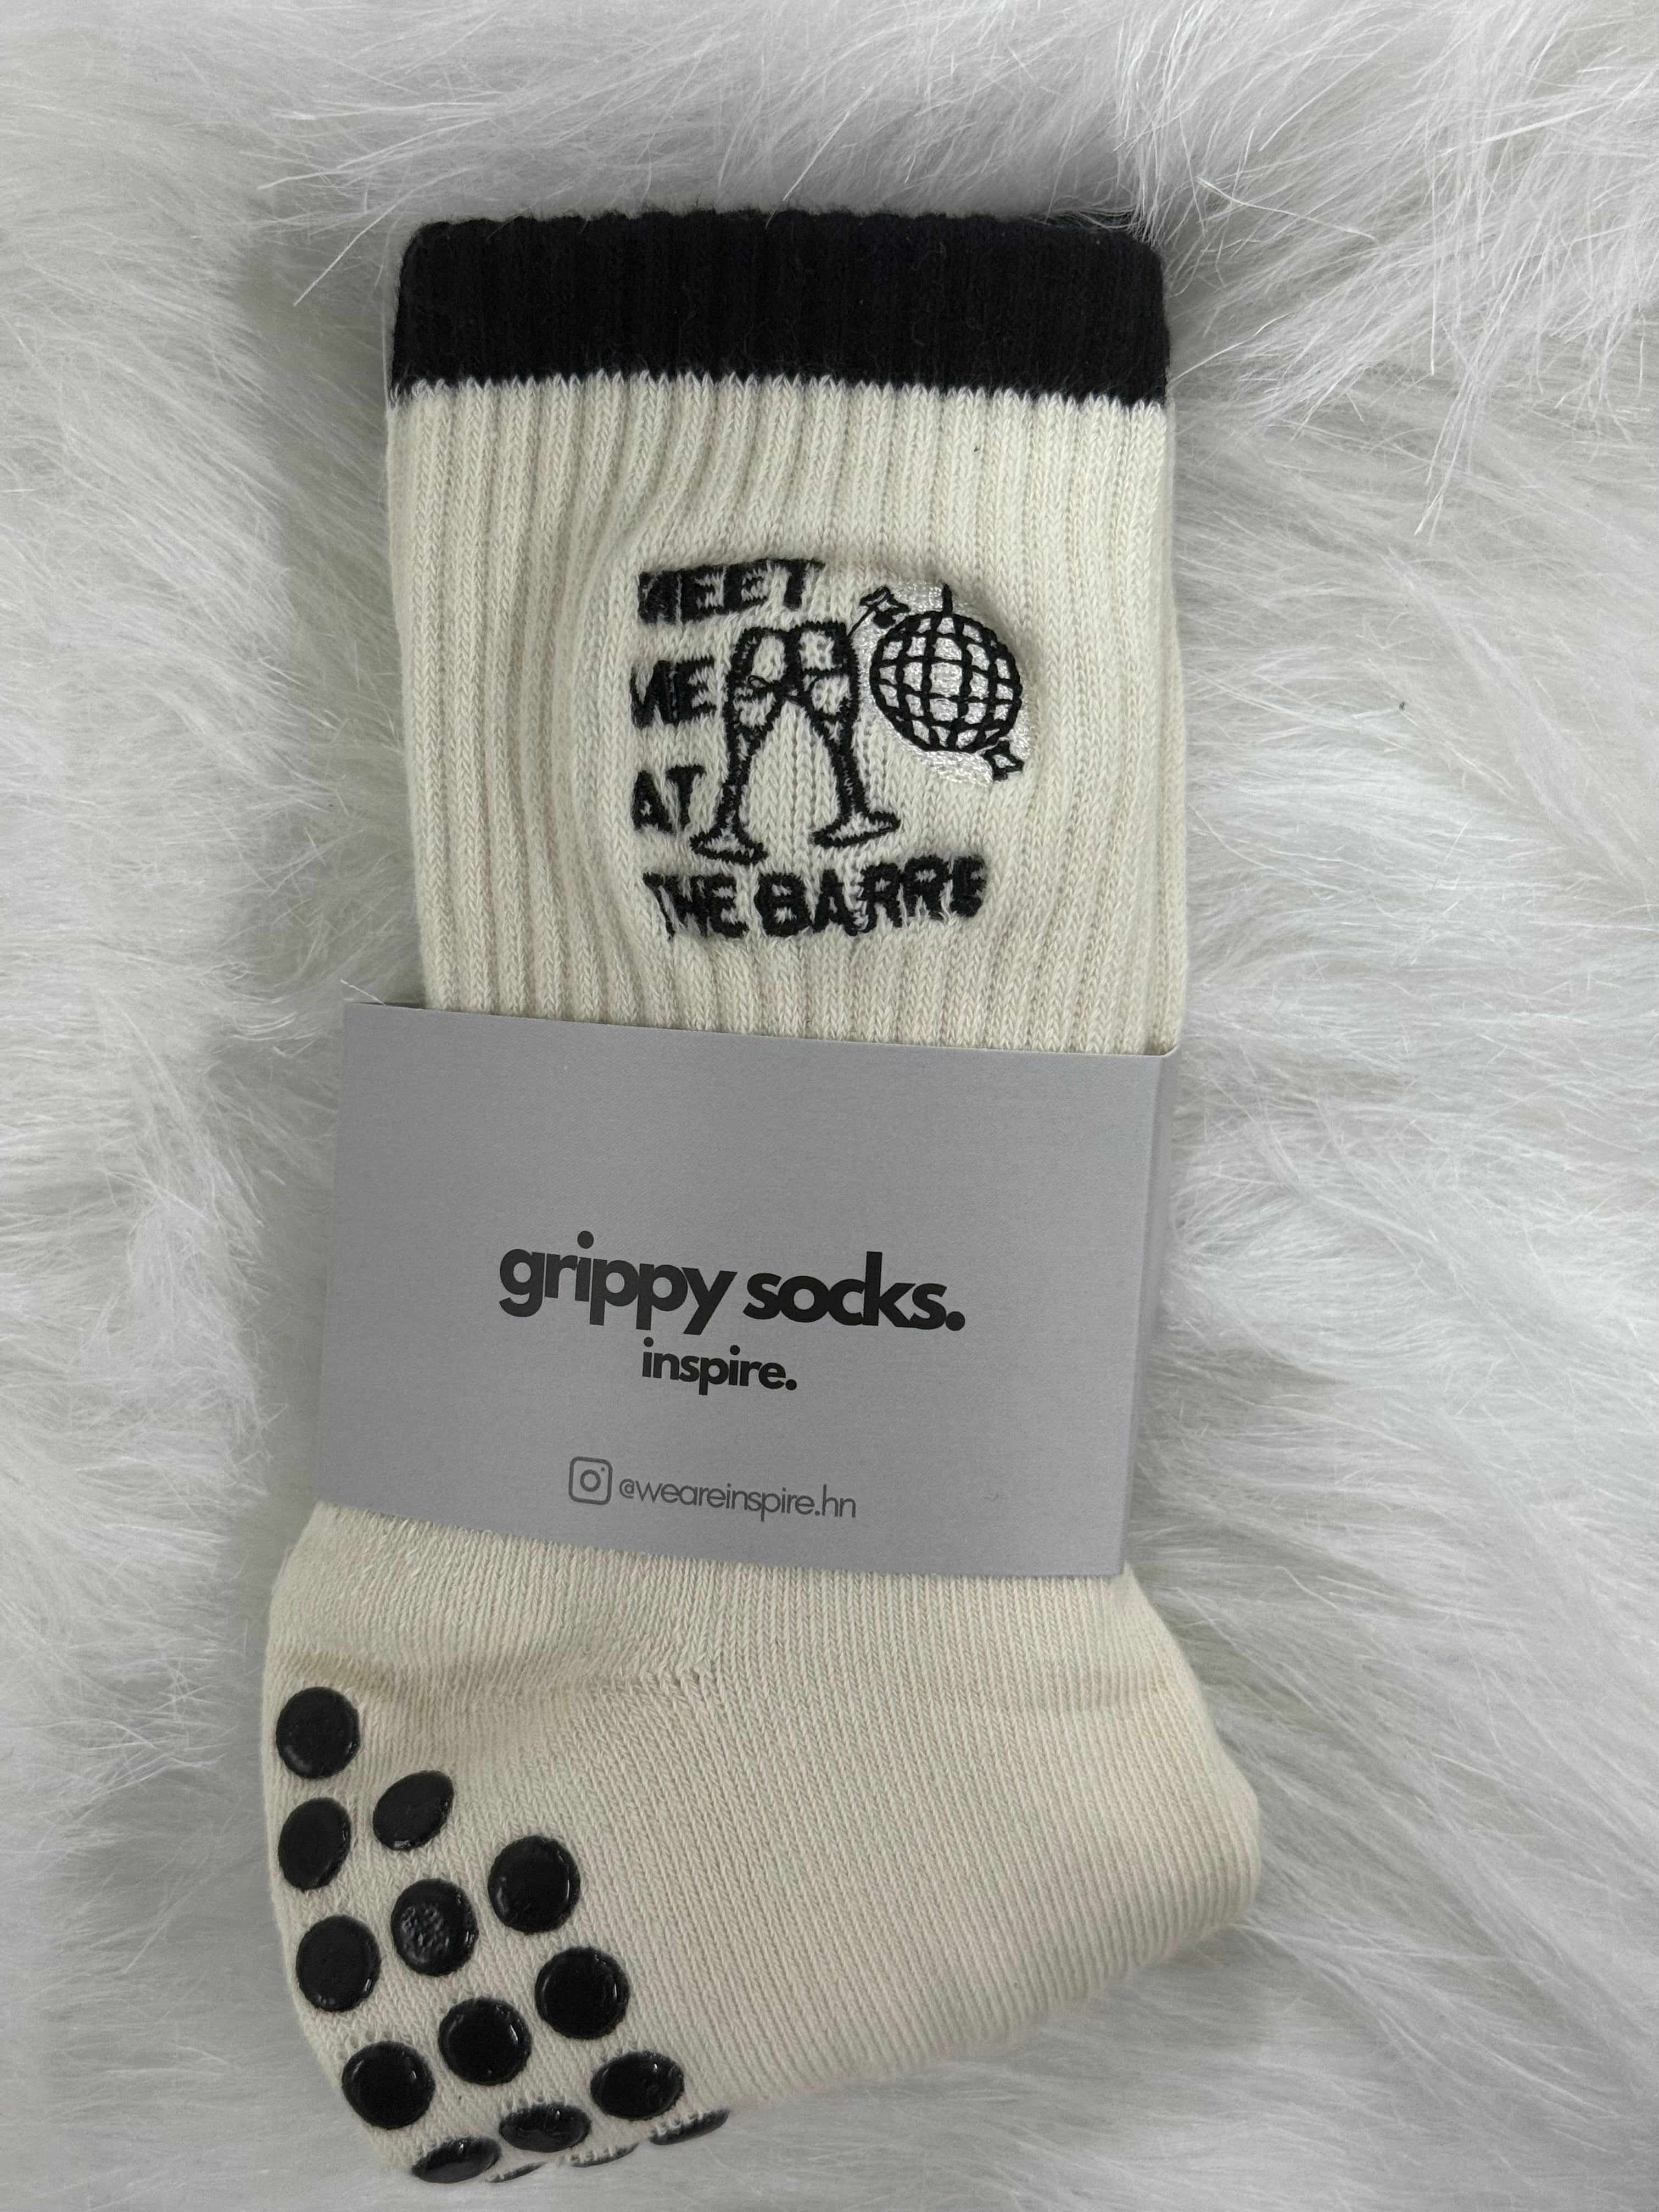 MEET
ME
AT
THE BARRE
grippy socks.
inspire.
@weareinspire.hn